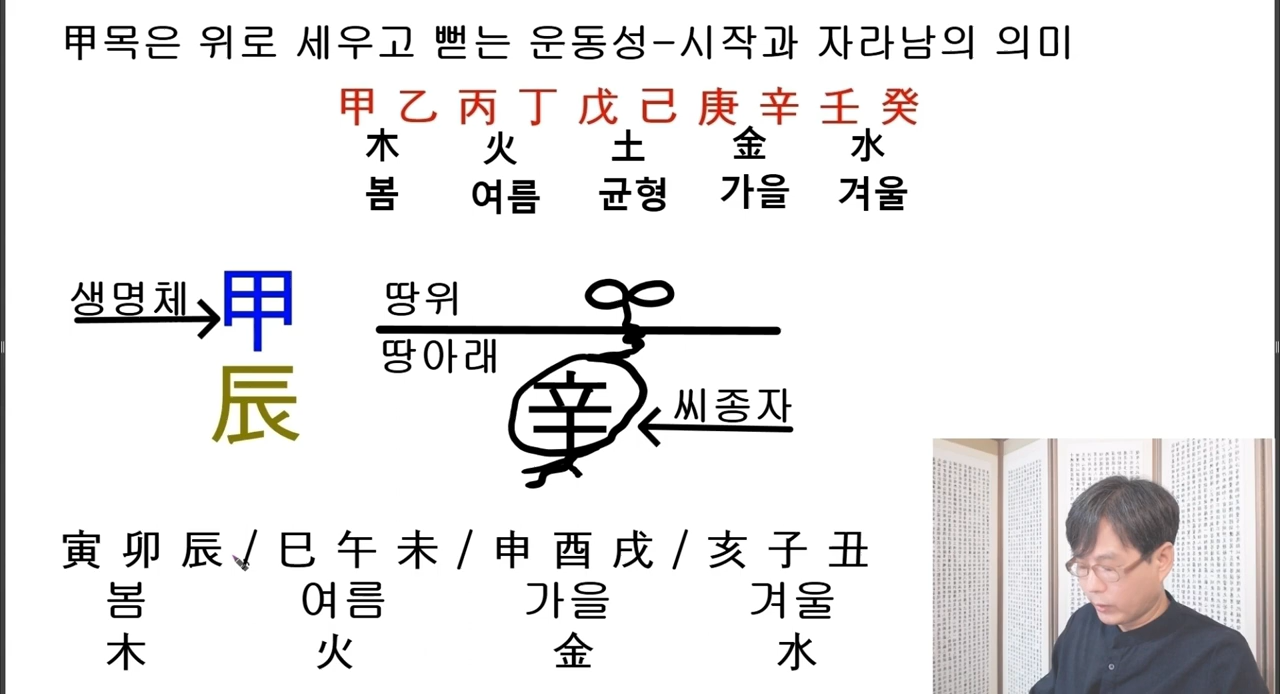 甲목은 위로 세우고 뻗는 운동성-시작과 자라남의 의미
甲 乙 丙 丁 戊 己 庚 辛 壬 癸
木 火 土 金 水
봄 여름 균형 가을 겨울
생명체
甲
辰
땅위
땅아래
辛
씨종자
寅 卯 辰 / 巳 午 未 / 申 酉 戌 / 亥 子 丑
봄 여름 가을 겨울
木 火 金 水